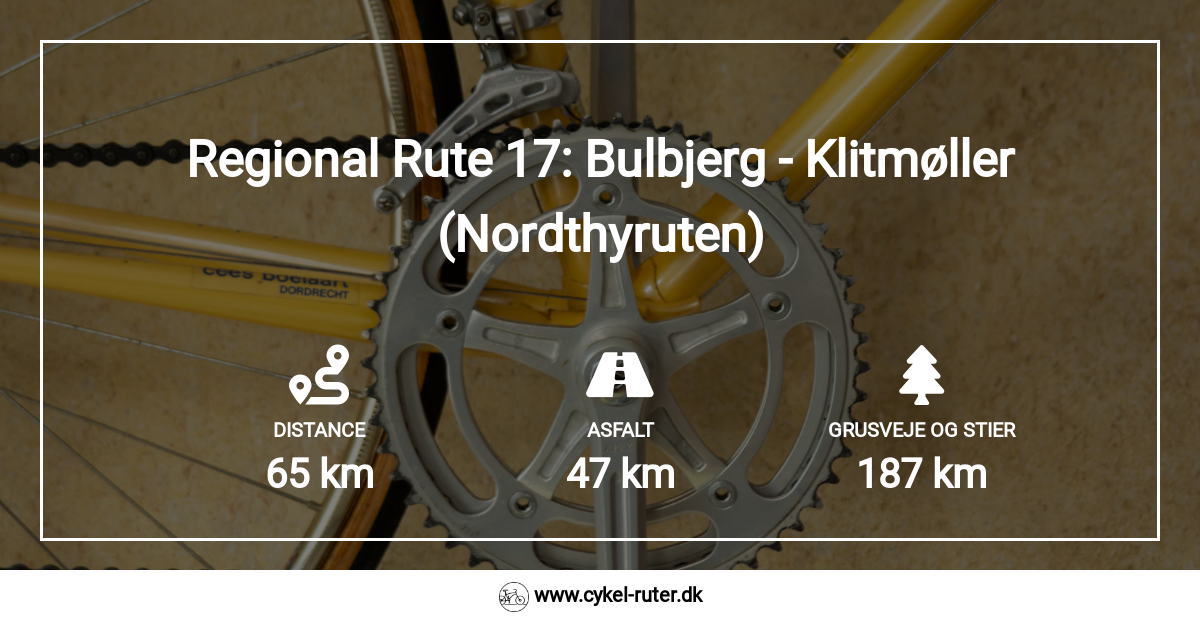 Regional Rute 17: Bulbjerg - Klitmøller
(Nordthyruten)
cees boelaart
DORDRECHT
DISTANCE
65 km
ASFALT
47 km
GRUSVEJE OG STIER
187 km
www.cykel-ruter.dk